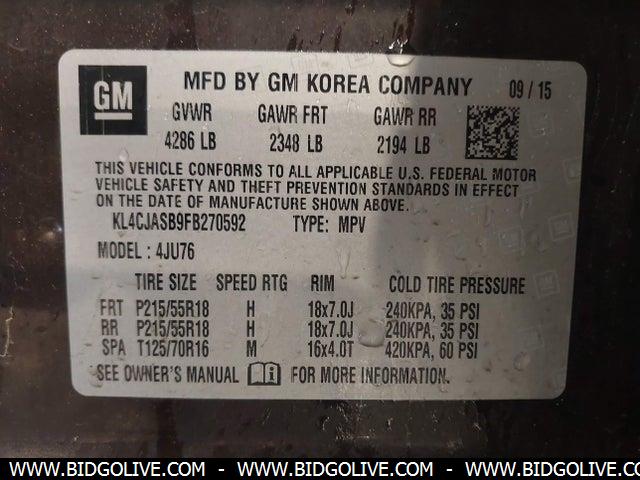 GM MFD BY GM KOREA COMPANY 09/15
GVWR GAWR FRT GAWR RR
4286 LB 2348 LB 2194 LB
THIS VEHICLE CONFORMS TO ALL APPLICABLE U.S. FEDERAL MOTOR
VEHICLE SAFETY AND THEFT PREVENTION STANDARDS IN EFFECT
ON THE DATE OF MANUFACTURE SHOWN ABOVE.
KL4CJASB9FB270592 TYPE: MPV
MODEL : 4JU76
TIRE SIZE SPEED RTG RIM COLD TIRE PRESSURE
FRT P215/55R18 H 18x7.0J 240KPA, 35 PSI
RR P215/55R18 H 18x7.0J 240KPA, 35 PSI
SPA T125/70R16 M 16x4.0T 420KPA, 60 PSI
SEE OWNER'S MANUAL FOR MORE INFORMATION.
WWW.BIDGOLIVE.COM - WWW.BIDGOLIVE.COM - WWW.BIDGOLIVE.COM